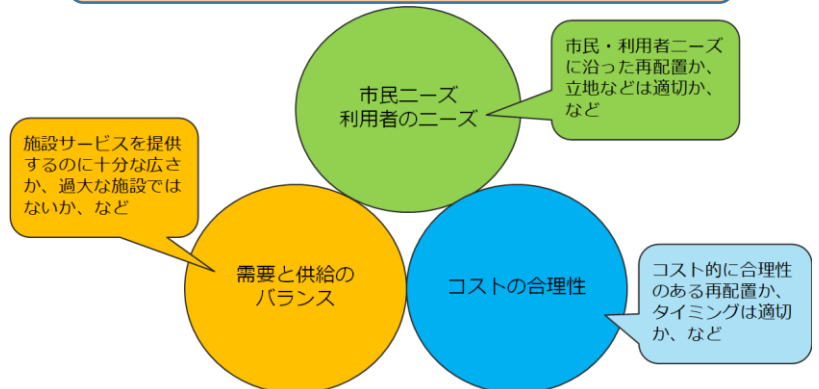 市民ニーズ
利用者のニーズ
市民・利用者ニーズ
に沿った再配置か、
立地などは適切か、
など
施設サービスを提供
するのに十分な広さ
か、過大な施設では
ないか、など
需要と供給の
バランス
コストの合理性
コスト的に合理性
のある再配置か、
タイミングは適切
か、など